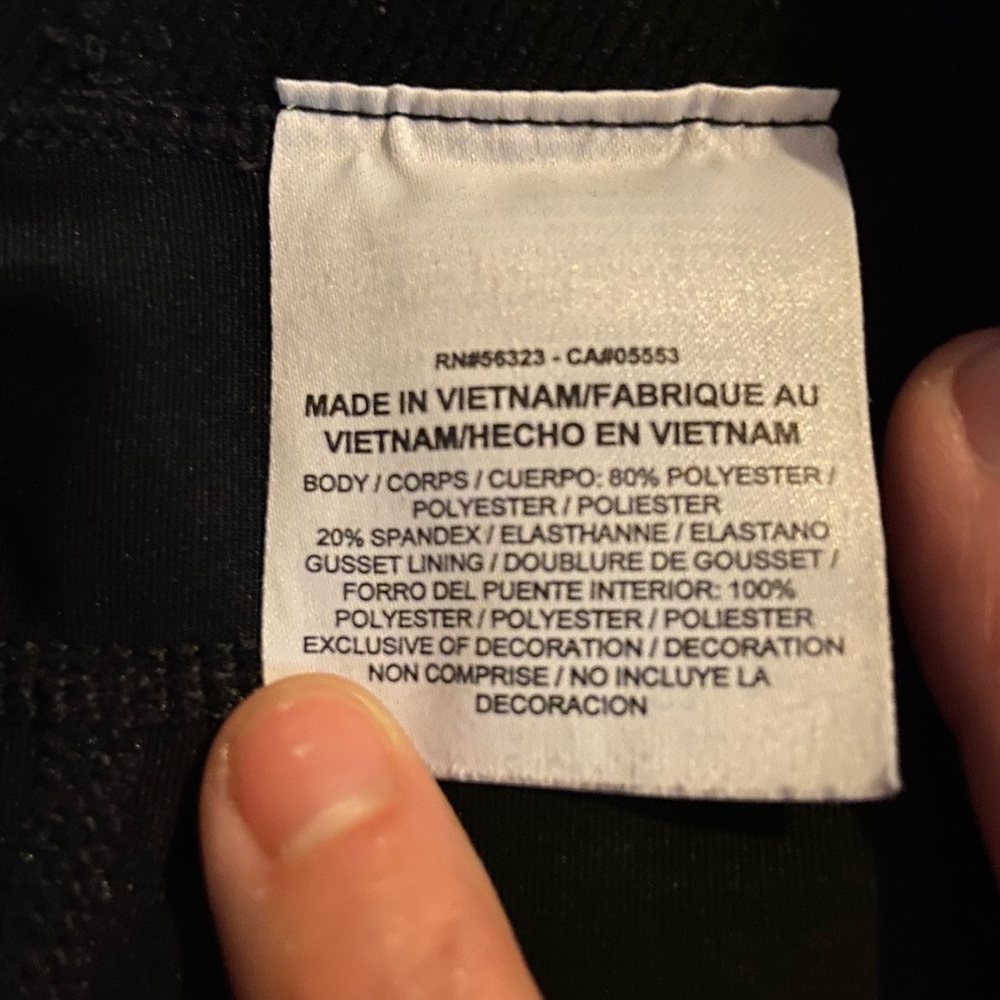 RN#56323 - CA#05553
MADE IN VIETNAM/FABRIQUE AU
VIETNAM/HECHO EN VIETNAM
BODY / CORPS / CUERPO: 80% POLYESTER /
POLYESTER / POLIESTER
20% SPANDEX / ELASTHANNE / ELASTANO
GUSSET LINING / DOUBLURE DE GOUSSET /
FORRO DEL PUENTE INTERIOR: 100%
POLYESTER / POLYESTER / POLIESTER
EXCLUSIVE OF DECORATION / DECORATION
NON COMPRISE / NO INCLUYE LA
DECORACION